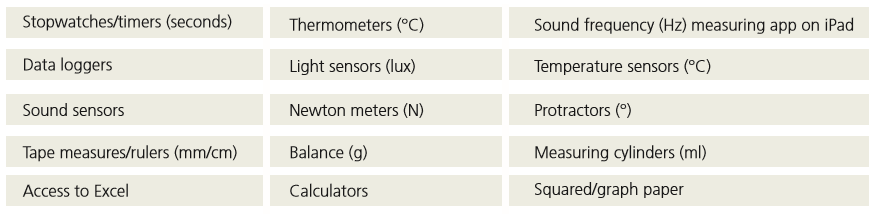 Stopwatches/timers (seconds)
Thermometers (ºC)
Sound frequency (Hz) measuring app on iPad
Data loggers
Light sensors (lux)
Temperature sensors (ºC)
Sound sensors
Newton meters (N)
Protractors (º)
Tape measures/rulers (mm/cm)
Balance (g)
Measuring cylinders (ml)
Access to Excel
Calculators
Squared/graph paper